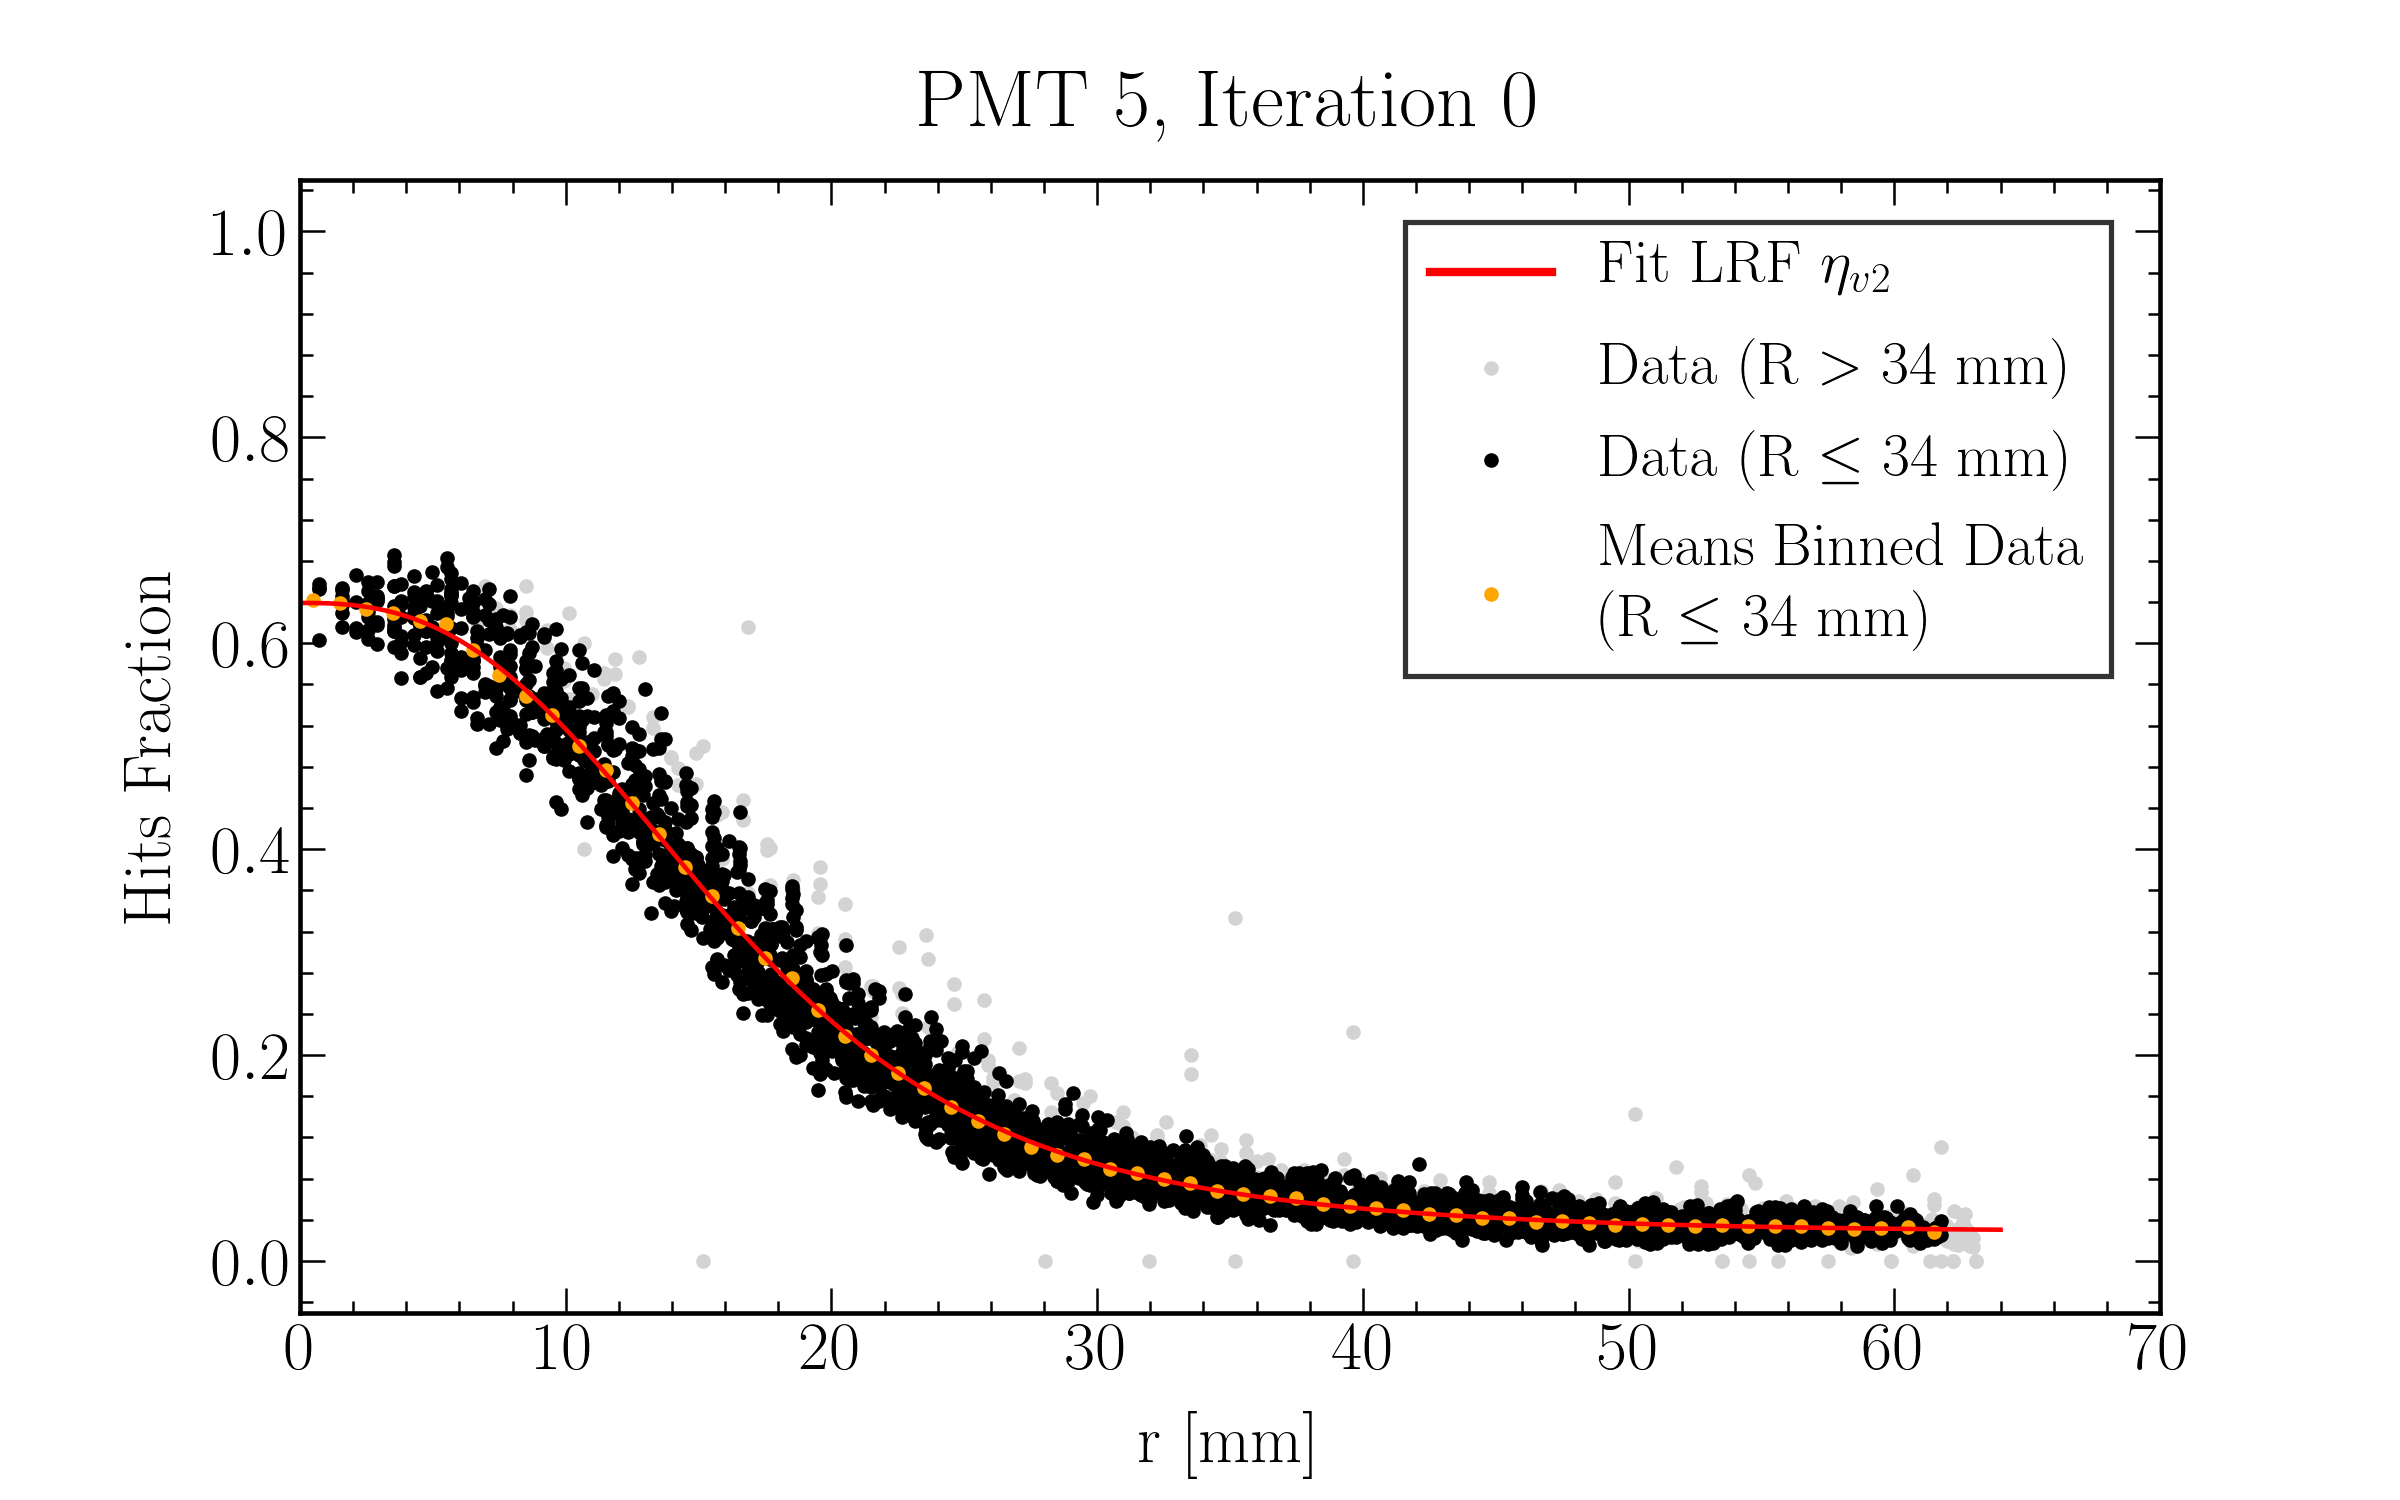 PMT 5, Iteration 0
Hits Fraction
1.0
0.8
0.6
0.4
0.2
0.0
Fit LRF η_{v2}
Data (R > 34 mm)
Data (R ≤ 34 mm)
Means Binned Data
(R ≤ 34 mm)
0 10 20 30 40 50 60 70
r [mm]